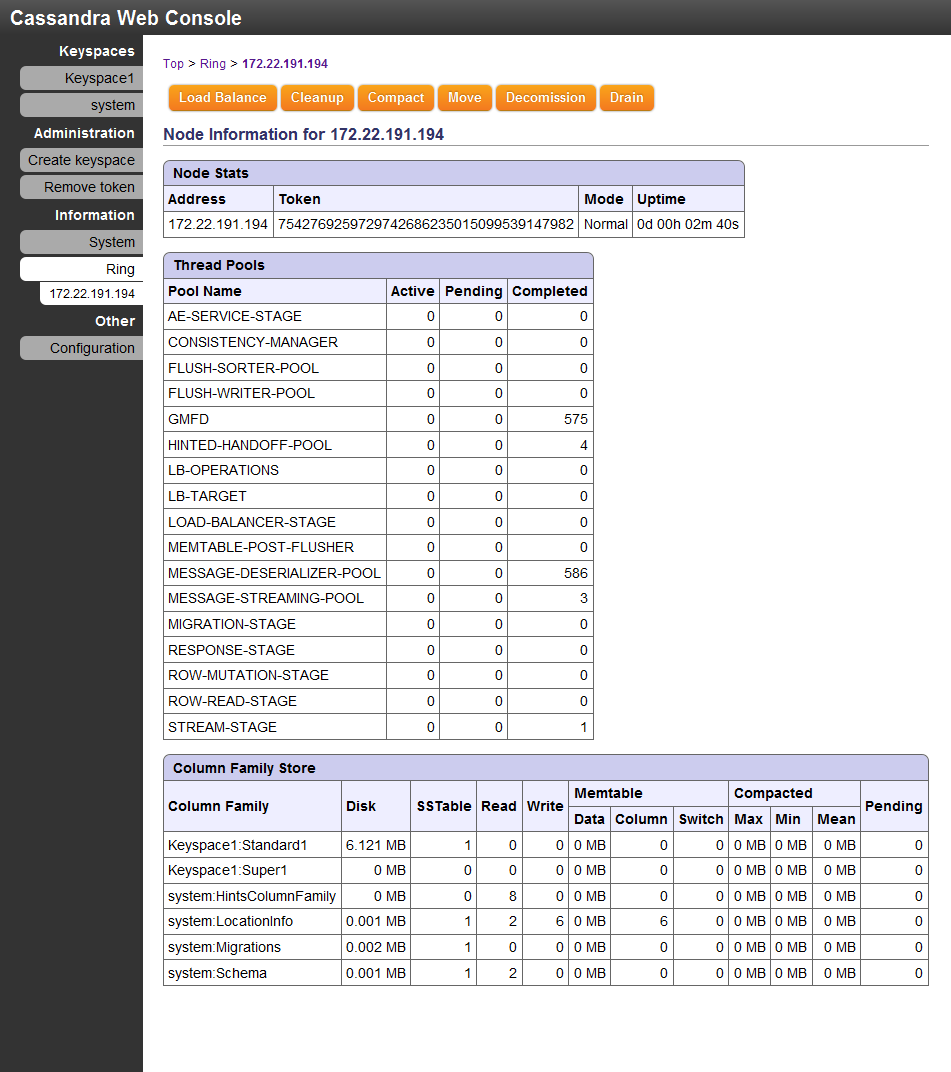 Cassandra Web Console
Keyspaces
Keyspace1
system
Administration
Create keyspace
Remove token
Information
System
Ring
172.22.191.194
Other
Configuration
Top > Ring > 172.22.191.194
Load Balance Cleanup Compact Move Decomission Drain
Node Information for 172.22.191.194
Node Stats
Address Token Mode Uptime
172.22.191.194 75427692597297426862350150995391479​82 Normal 0d 00h 02m 40s
Thread Pools
Pool Name Active Pending Completed
AE-SERVICE-STAGE 0 0 0
CONSISTENCY-MANAGER 0 0 0
FLUSH-SORTER-POOL 0 0 0
FLUSH-WRITER-POOL 0 0 0
GMFD 0 0 575
HINTED-HANDOFF-POOL 0 0 4
LB-OPERATIONS 0 0 0
LB-TARGET 0 0 0
LOAD-BALANCER-STAGE 0 0 0
MEMTABLE-POST-FLUSHER 0 0 0
MESSAGE-DESERIALIZER-POOL 0 0 586
MESSAGE-STREAMING-POOL 0 0 3
MIGRATION-STAGE 0 0 0
RESPONSE-STAGE 0 0 0
ROW-MUTATION-STAGE 0 0 0
ROW-READ-STAGE 0 0 0
STREAM-STAGE 0 0 1
Column Family Store
Column Family Disk SSTable Read Write Memtable Compacted Pending
Data Column Switch Max Min Mean
Keyspace1:Standard1 6.121 MB 1 0 0 0 MB 0 0 0 MB 0 MB 0 MB 0
Keyspace1:Super1 0 MB 0 0 0 0 MB 0 0 0 MB 0 MB 0 MB 0
system:HintsColumnFamily 0 MB 0 8 0 0 MB 0 0 0 MB 0 MB 0 MB 0
system:LocationInfo 0.001 MB 1 2 6 0 MB 6 0 0 MB 0 MB 0 MB 0
system:Migrations 0.002 MB 1 0 0 0 MB 0 0 0 MB 0 MB 0 MB 0
system:Schema 0.001 MB 1 2 0 0 MB 0 0 0 MB 0 MB 0 MB 0